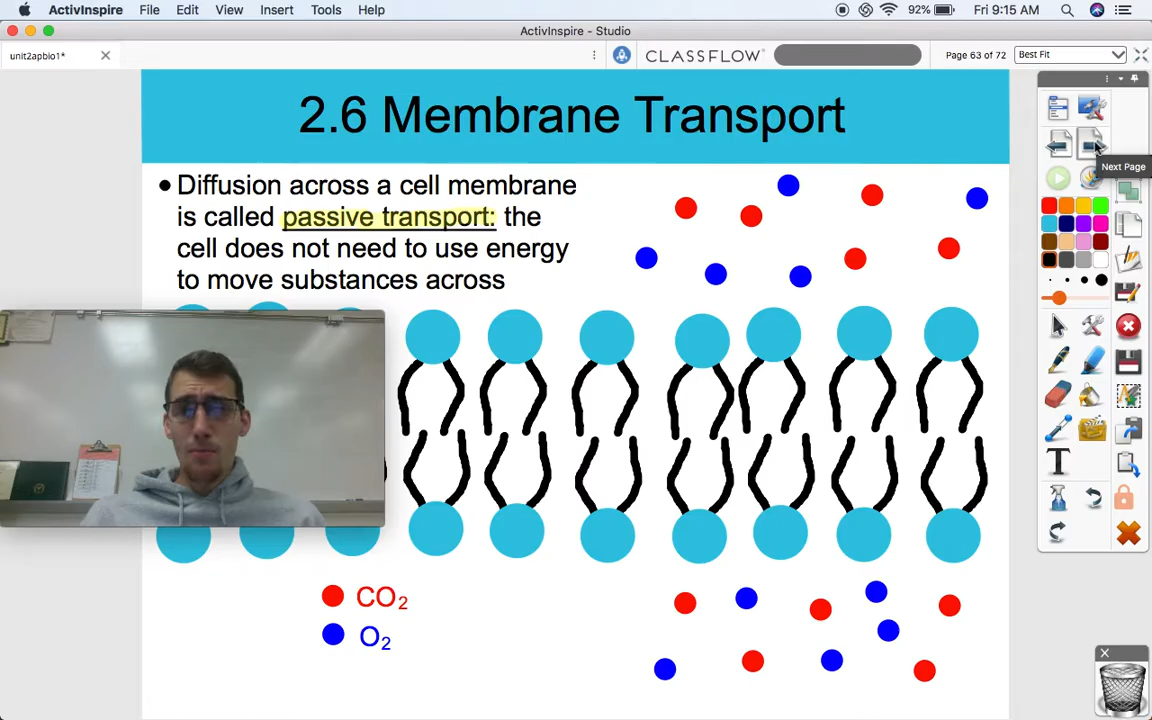 ActivInspire File Edit View Insert Tools Help 92% Fri 9:15 AM
ActivInspire - Studio
unit2apbio1* CLASSFLOW Page 63 of 72 Best Fit
2.6 Membrane Transport
Next Page
• Diffusion across a cell membrane
is called passive transport: the
cell does not need to use energy
to move substances across
T
CO₂
O₂